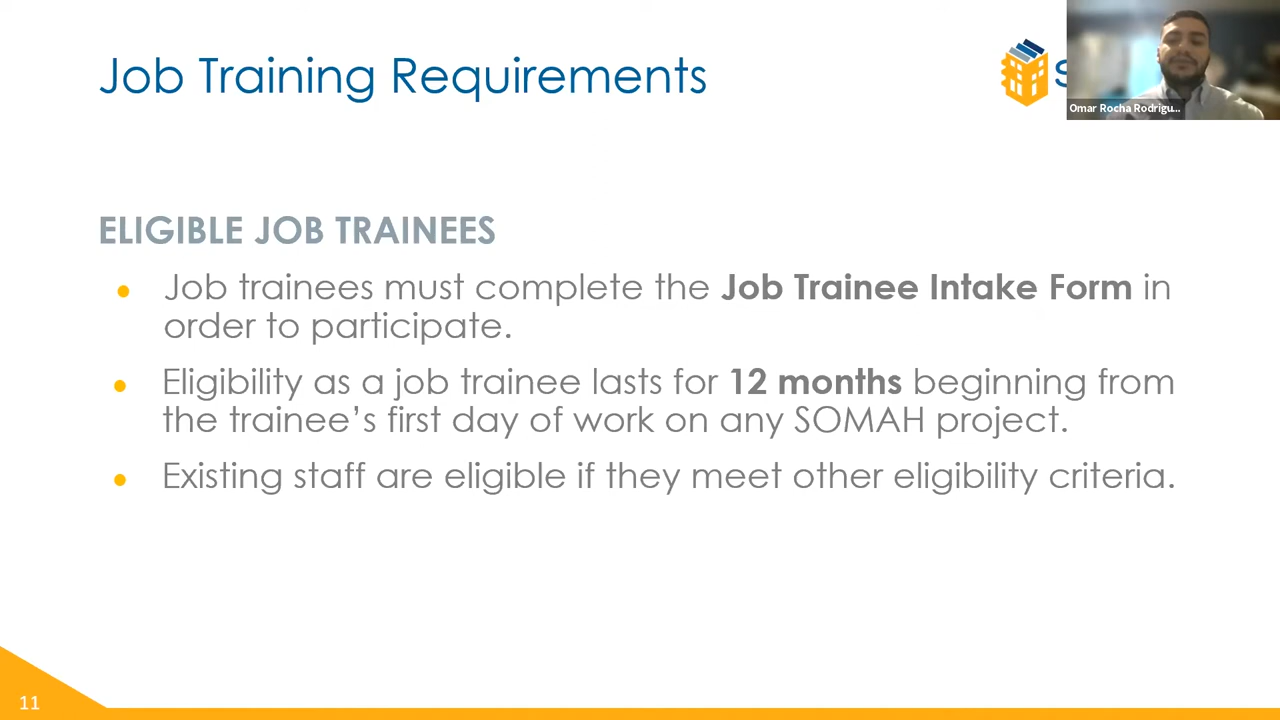 Job Training Requirements
S
Omar Rocha Rodrigu...
ELIGIBLE JOB TRAINEES
● Job trainees must complete the Job Trainee Intake Form in
order to participate.
● Eligibility as a job trainee lasts for 12 months beginning from
the trainee’s first day of work on any SOMAH project.
● Existing staff are eligible if they meet other eligibility criteria.
11